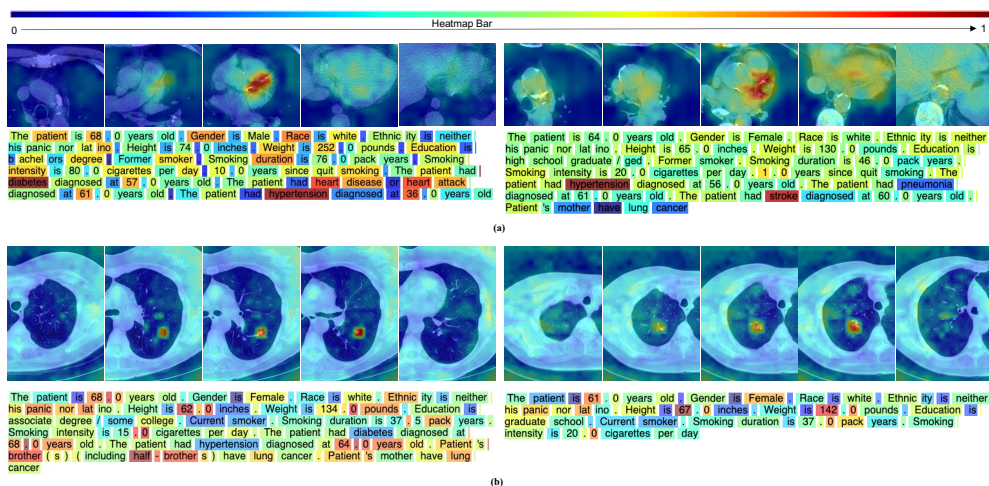 Heatmap Bar
0 1
The patient is 68 . 0 years old . Gender is Male . Race is white . Ethnic ity is neither
his panic nor lat ino . Height is 74 . 0 inches . Weight is 252 . 0 pounds . Education is
b achel ors degree . Former smoker . Smoking duration is 76 . 0 pack years . Smoking
intensity is 80 . 0 cigarettes per day . 10 . 0 years since quit smoking . The patient had
diabetes diagnosed at 57 . 0 years old . The patient had heart disease or heart attack
diagnosed at 61 . 0 years old . The patient had hypertension diagnosed at 36 . 0 years old
The patient is 64 . 0 years old . Gender is Female . Race is white . Ethnic ity is neither
his panic nor lat ino . Height is 65 . 0 inches . Weight is 130 . 0 pounds . Education is
high school graduate / ged . Former smoker . Smoking duration is 46 . 0 pack years .
Smoking intensity is 20 . 0 cigarettes per day . 1 . 0 years since quit smoking . The
patient had hypertension diagnosed at 56 . 0 years old . The patient had pneumonia
diagnosed at 61 . 0 years old . The patient had stroke diagnosed at 60 . 0 years old .
Patient 's mother have lung cancer
(a)
The patient is 68 . 0 years old . Gender is Female . Race is white . Ethnic ity is neither
his panic nor lat ino . Height is 62 . 0 inches . Weight is 134 . 0 pounds . Education is
associate degree / some college . Current smoker . Smoking duration is 37 . 5 pack years .
Smoking intensity is 15 . 0 cigarettes per day . The patient had diabetes diagnosed at
68 . 0 years old . The patient had hypertension diagnosed at 64 . 0 years old . Patient 's
brother ( s ) ( including half - brother s ) have lung cancer . Patient 's mother have lung
cancer
The patient is 61 . 0 years old . Gender is Female . Race is white . Ethnic ity is neither
his panic nor lat ino . Height is 67 . 0 inches . Weight is 142 . 0 pounds . Education is
graduate school . Current smoker . Smoking duration is 37 . 0 pack years . Smoking
intensity is 20 . 0 cigarettes per day
(b)